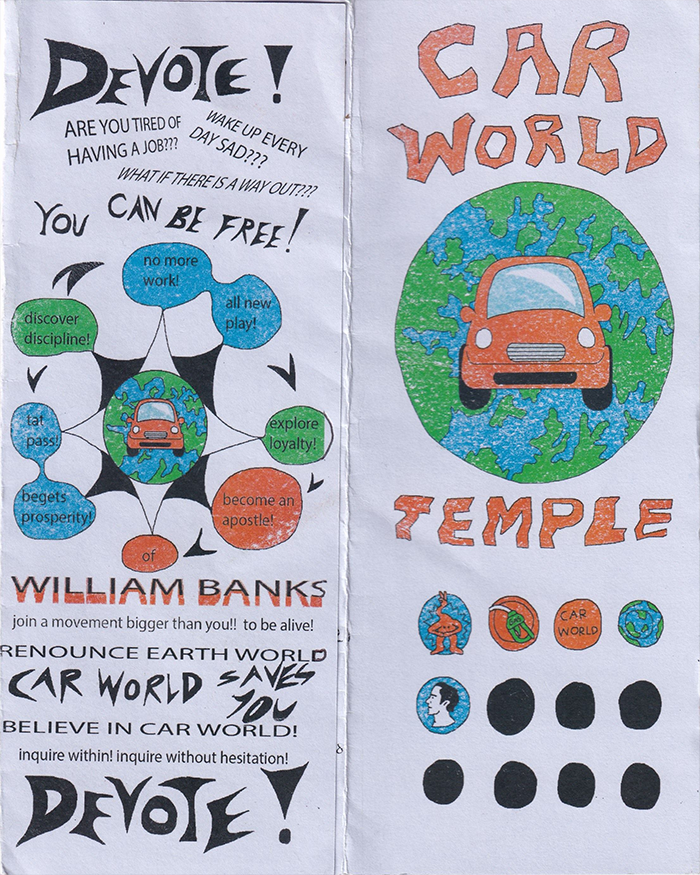 DEVOTE!
ARE YOU TIRED OF
HAVING A JOB???
WAKE UP EVERY
DAY SAD???
WHAT IF THERE IS A WAY OUT???
YOU CAN BE FREE!
no more
work!
all new
play!
explore
loyalty!
become an
apostle!
of
begets
prosperity!
tat
pass!
discover
discipline!
WILLIAM BANKS
join a movement bigger than you!! to be alive!
RENOUNCE EARTH WORLD
CAR WORLD SAVES
YOU
BELIEVE IN CAR WORLD!
inquire within! inquire without hesitation!
DEVOTE!
CAR
WORLD
TEMPLE
CAR
WORLD